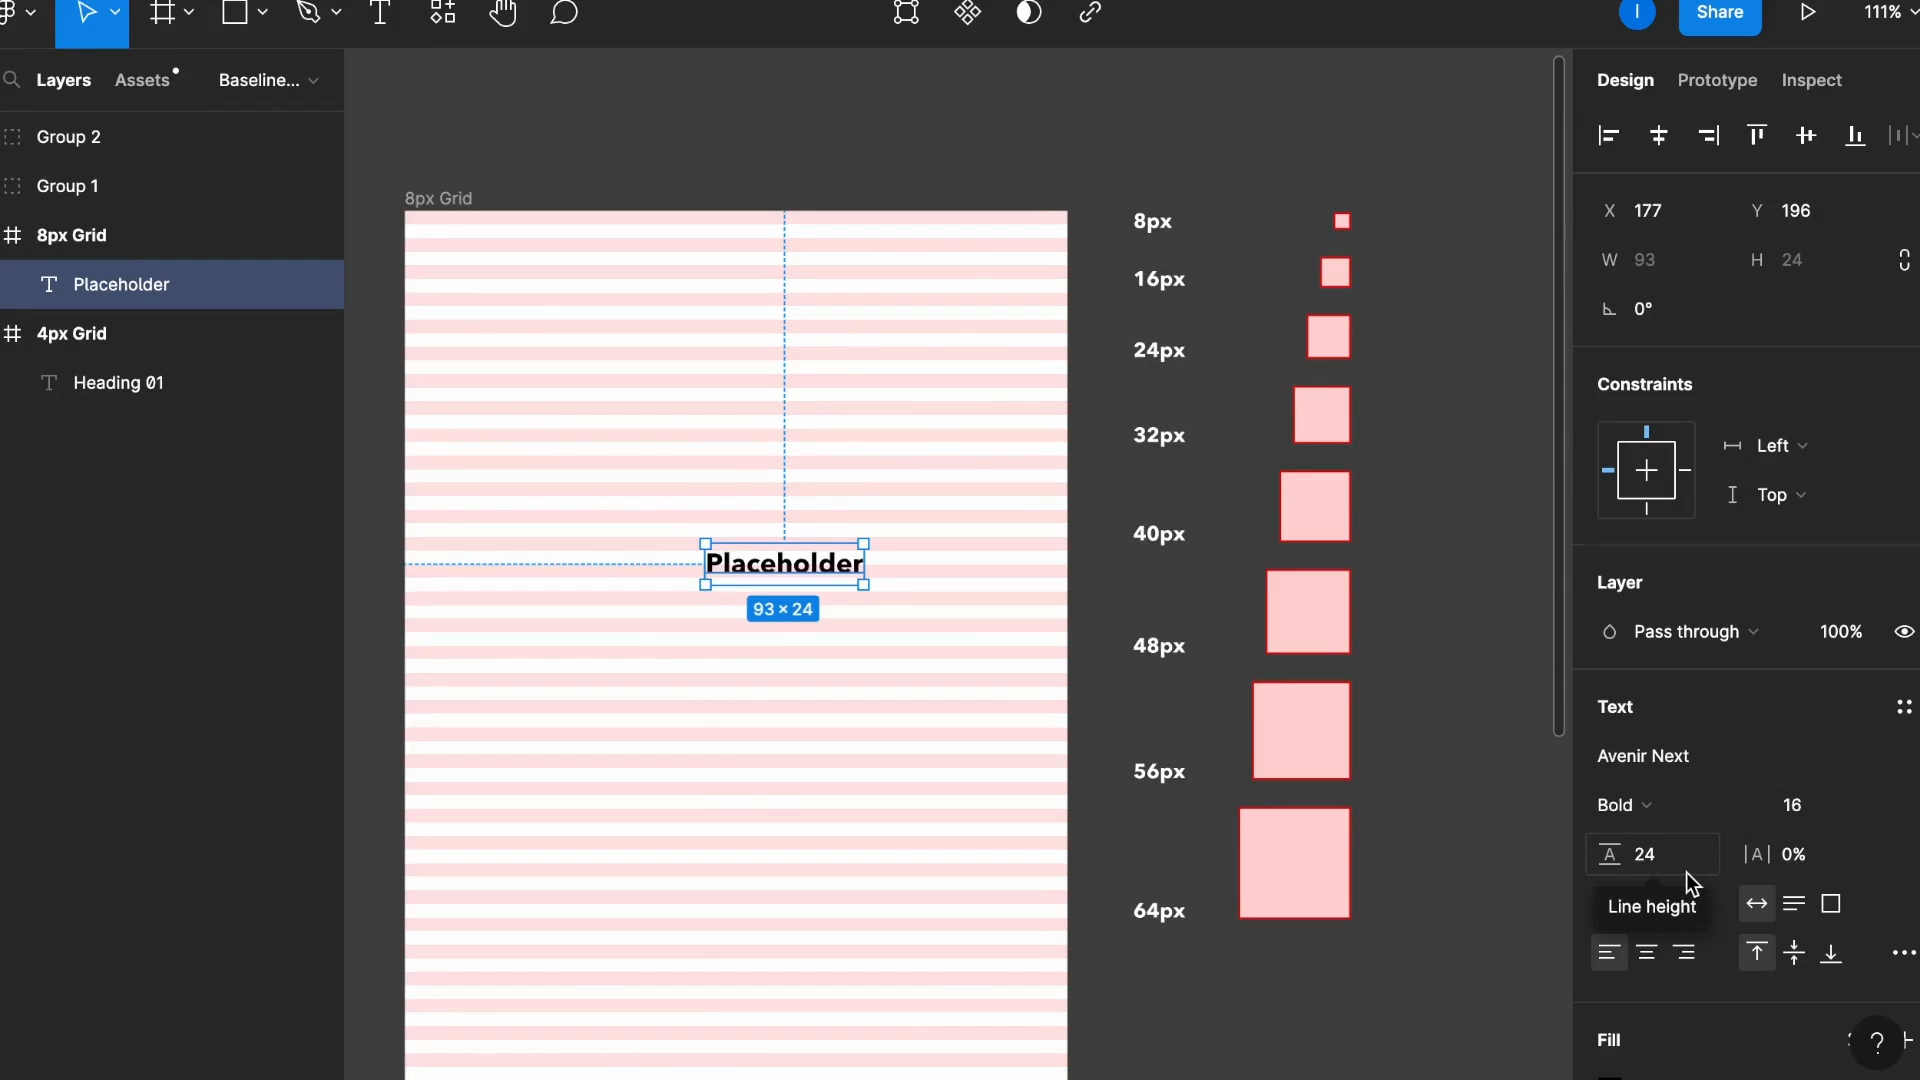 I
Share
111%
Layers
Assets
Baseline...
Design
Prototype
Inspect
Group 2
Group 1
8px Grid
Placeholder
4px Grid
Heading 01
8px Grid
Placeholder
93 × 24
8px
16px
24px
32px
40px
48px
56px
64px
X 177
Y 196
W 93
H 24
0°
Constraints
Left
Top
Layer
Pass through
100%
Text
Avenir Next
Bold
16
A 24
|A| 0%
Line height
Fill
?